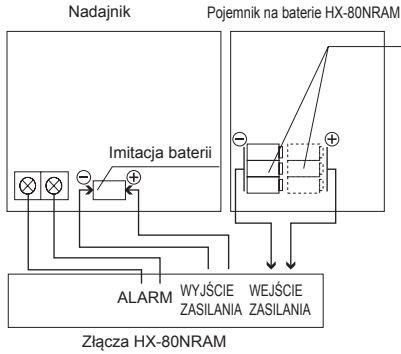 Nadajnik
Pojemnik na baterie HX-80NRAM
Imitacja baterii
ALARM
WYJŚCIE
ZASILANIA
WEJŚCIE
ZASILANIA
Złącza HX-80NRAM